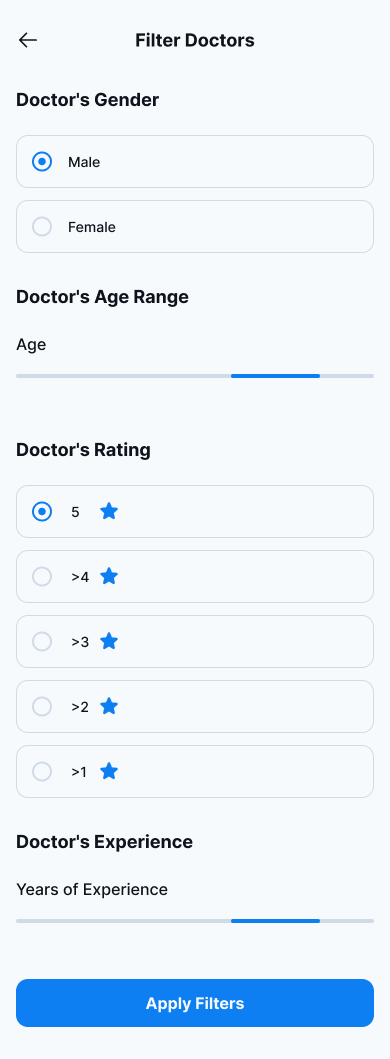 Filter Doctors
Doctor's Gender
Male
Female
Doctor's Age Range
Age
Doctor's Rating
5
>4
>3
>2
>1
Doctor's Experience
Years of Experience
Apply Filters